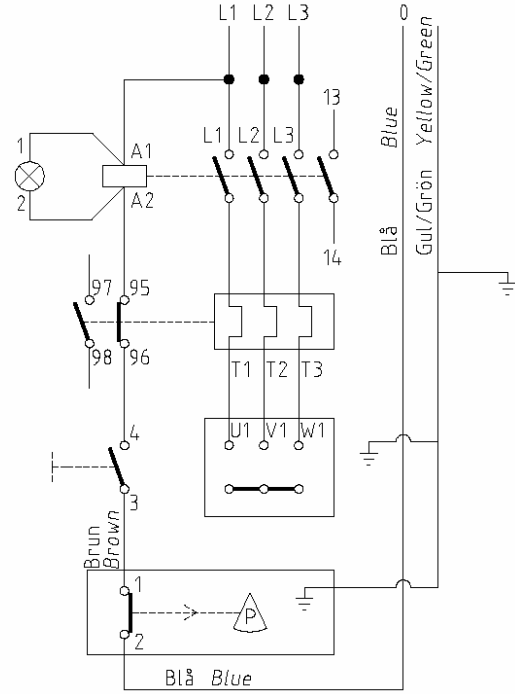 L1 L2 L3 0
13
1 A1 L1 L2 L3
2 A2
14
Blå Blue
Gul/Grön Yellow/Green
97 95
98 96
T1 T2 T3
4 U1 V1 W1
3
Brun
Brown
1
P
2
Blå Blue